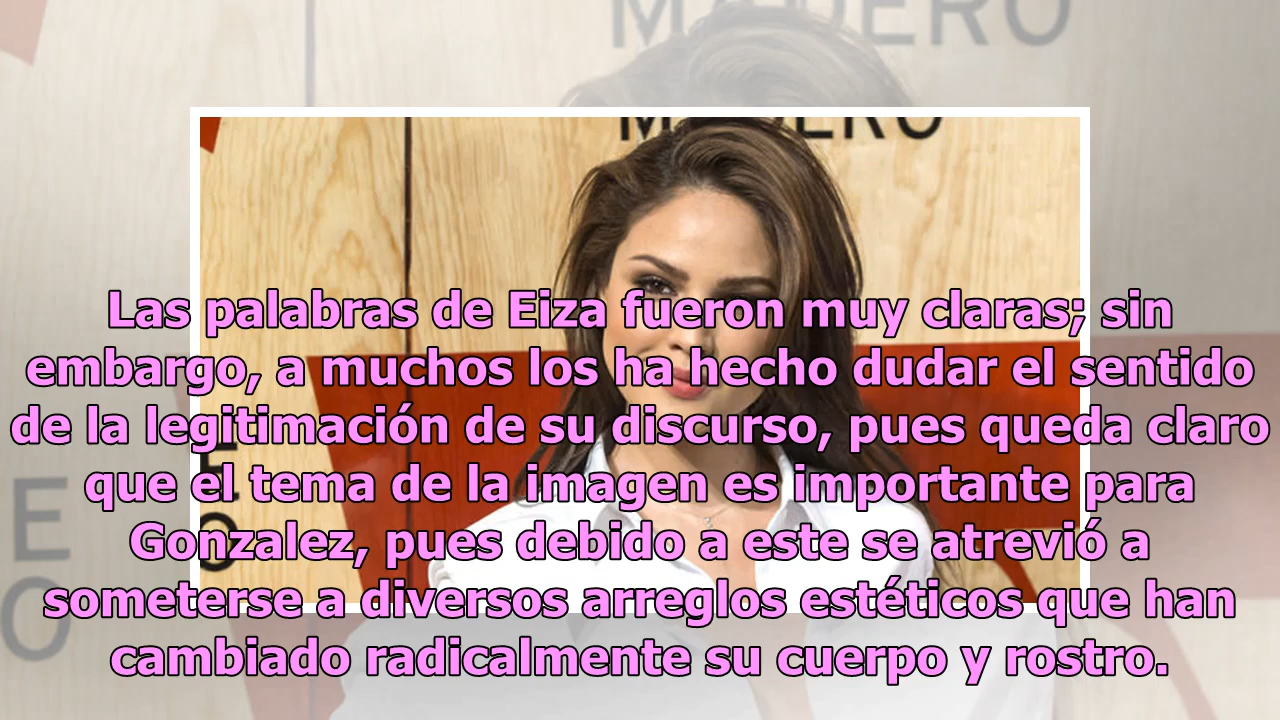 MADERO
MADERO
Las palabras de Eiza fueron muy claras; sin
embargo, a muchos los ha hecho dudar el sentido
de la legitimación de su discurso, pues queda claro
que el tema de la imagen es importante para
Gonzalez, pues debido a este se atrevió a
someterse a diversos arreglos estéticos que han
cambiado radicalmente su cuerpo y rostro.
E
O
E
O